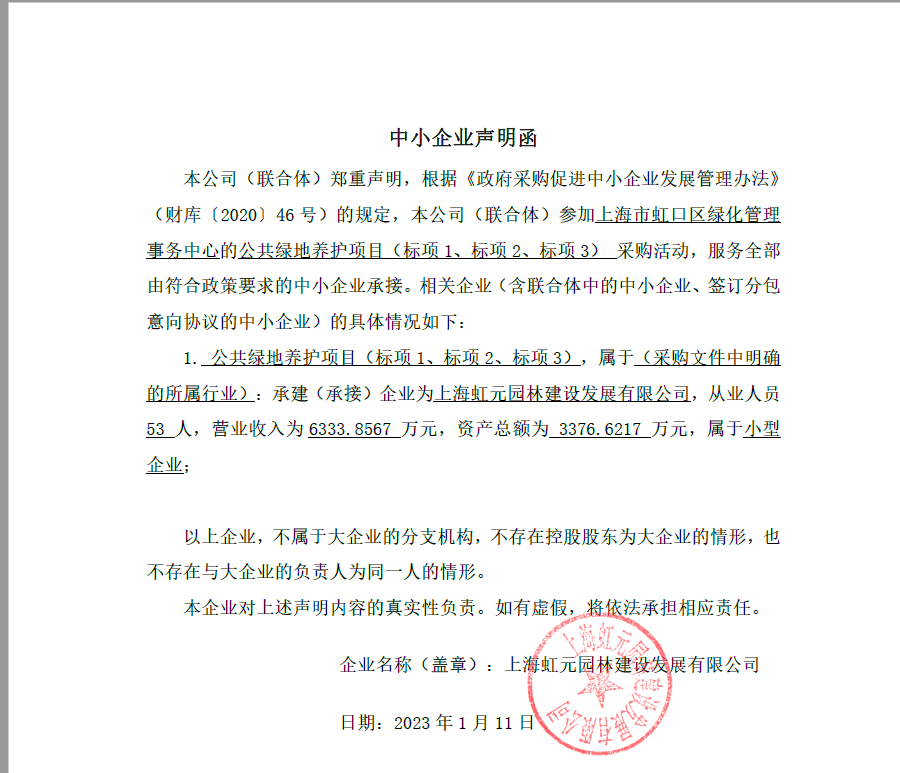 中小企业声明函
本公司（联合体）郑重声明，根据《政府采购促进中小企业发展管理办法》
（财库〔2020〕46 号）的规定，本公司（联合体）参加上海市虹口区绿化管理
事务中心的公共绿地养护项目（标项 1、标项 2、标项 3） 采购活动，服务全部
由符合政策要求的中小企业承接。相关企业（含联合体中的中小企业、签订分包
意向协议的中小企业）的具体情况如下：
1. 公共绿地养护项目（标项 1、标项 2、标项 3），属于（采购文件中明确
的所属行业）：承建（承接）企业为上海虹元园林建设发展有限公司，从业人员
53 人，营业收入为 6333.8567 万元，资产总额为 3376.6217 万元，属于小型
企业；
以上企业，不属于大企业的分支机构，不存在控股股东为大企业的情形，也
不存在与大企业的负责人为同一人的情形。
本企业对上述声明内容的真实性负责。如有虚假，将依法承担相应责任。
企业名称（盖章）：上海虹元园林建设发展有限公司
日期：2023 年 1 月 11 日
上海虹元园林建设发展有限公司